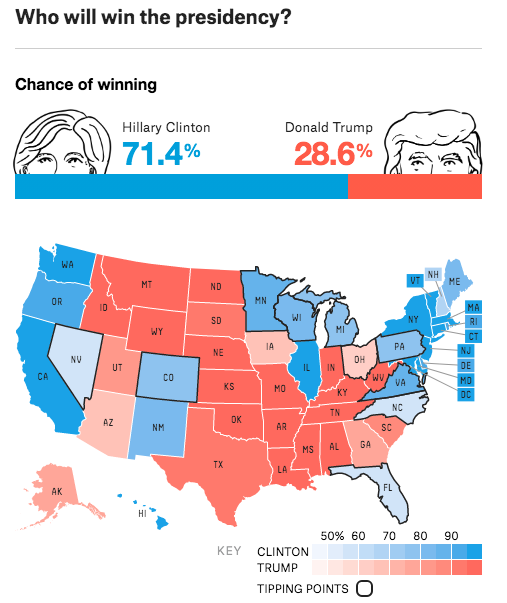 Who will win the presidency?
Chance of winning
Hillary Clinton
71.4%
Donald Trump
28.6%
WA
MT
ND
MN
VT
NH
ME
OR
ID
SD
WI
MI
NY
MA
RI
CT
WY
NE
IA
PA
NJ
NV
UT
CO
IL
IN
OH
DE
MD
DC
CA
KS
MO
WV
VA
KY
AZ
NM
OK
AR
TN
NC
SC
TX
LA
MS
AL
GA
AK
HI
FL
KEY
50% 60 70 80 90
CLINTON
TRUMP
TIPPING POINTS